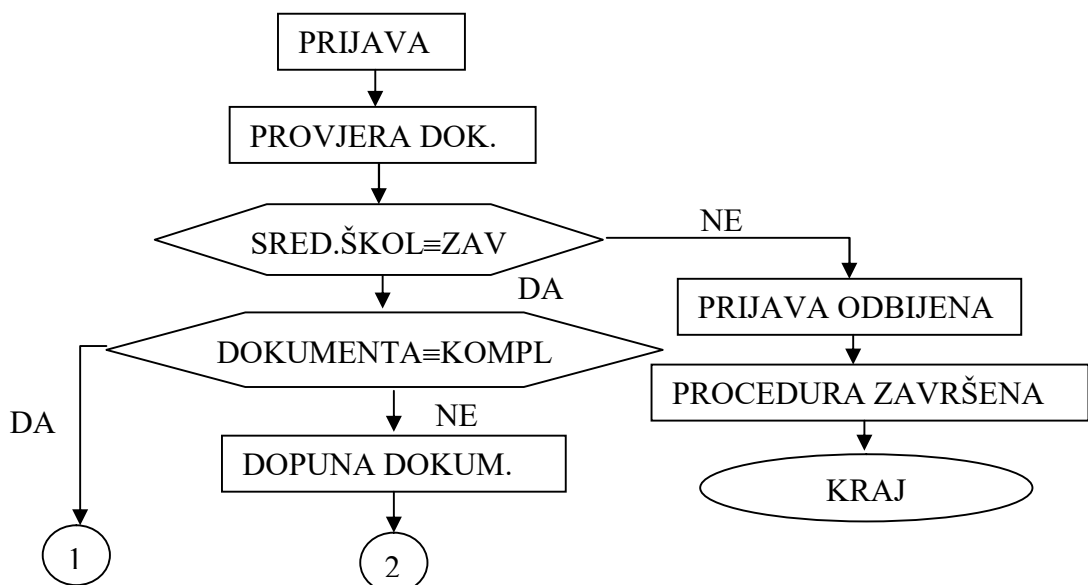 PRIJAVA
PROVJERA DOK.
SRED.ŠKOL≡ZAV
NE
DA
PRIJAVA ODBIJENA
DOKUMENTA≡KOMPL
PROCEDURA ZAVRŠENA
DA
NE
DOPUNA DOKUM.
KRAJ
1
2